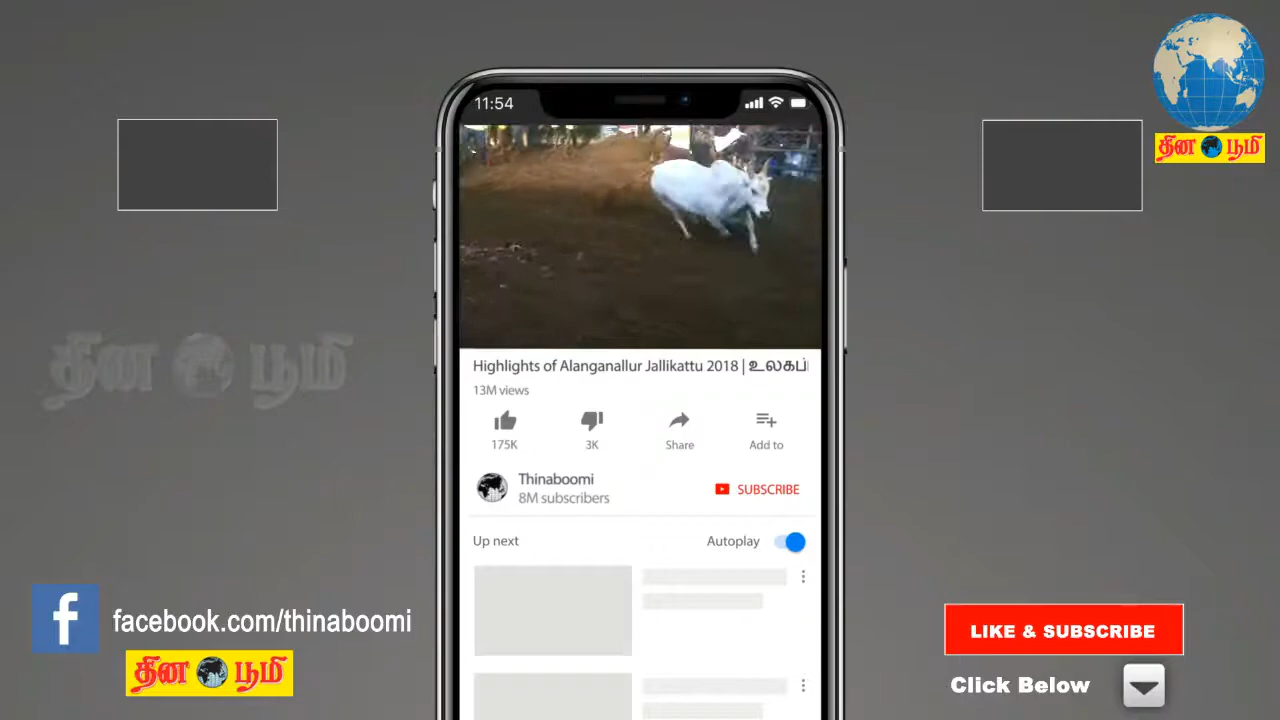 11:54
தின பூமி
Highlights of Alanganallur Jallikattu 2018 | உலகப்
13M views
175K
3K
Share
Add to
தின பூமி
Thinaboomi
8M subscribers
SUBSCRIBE
Up next
Autoplay
facebook.com/thinaboomi
தின பூமி
LIKE & SUBSCRIBE
Click Below